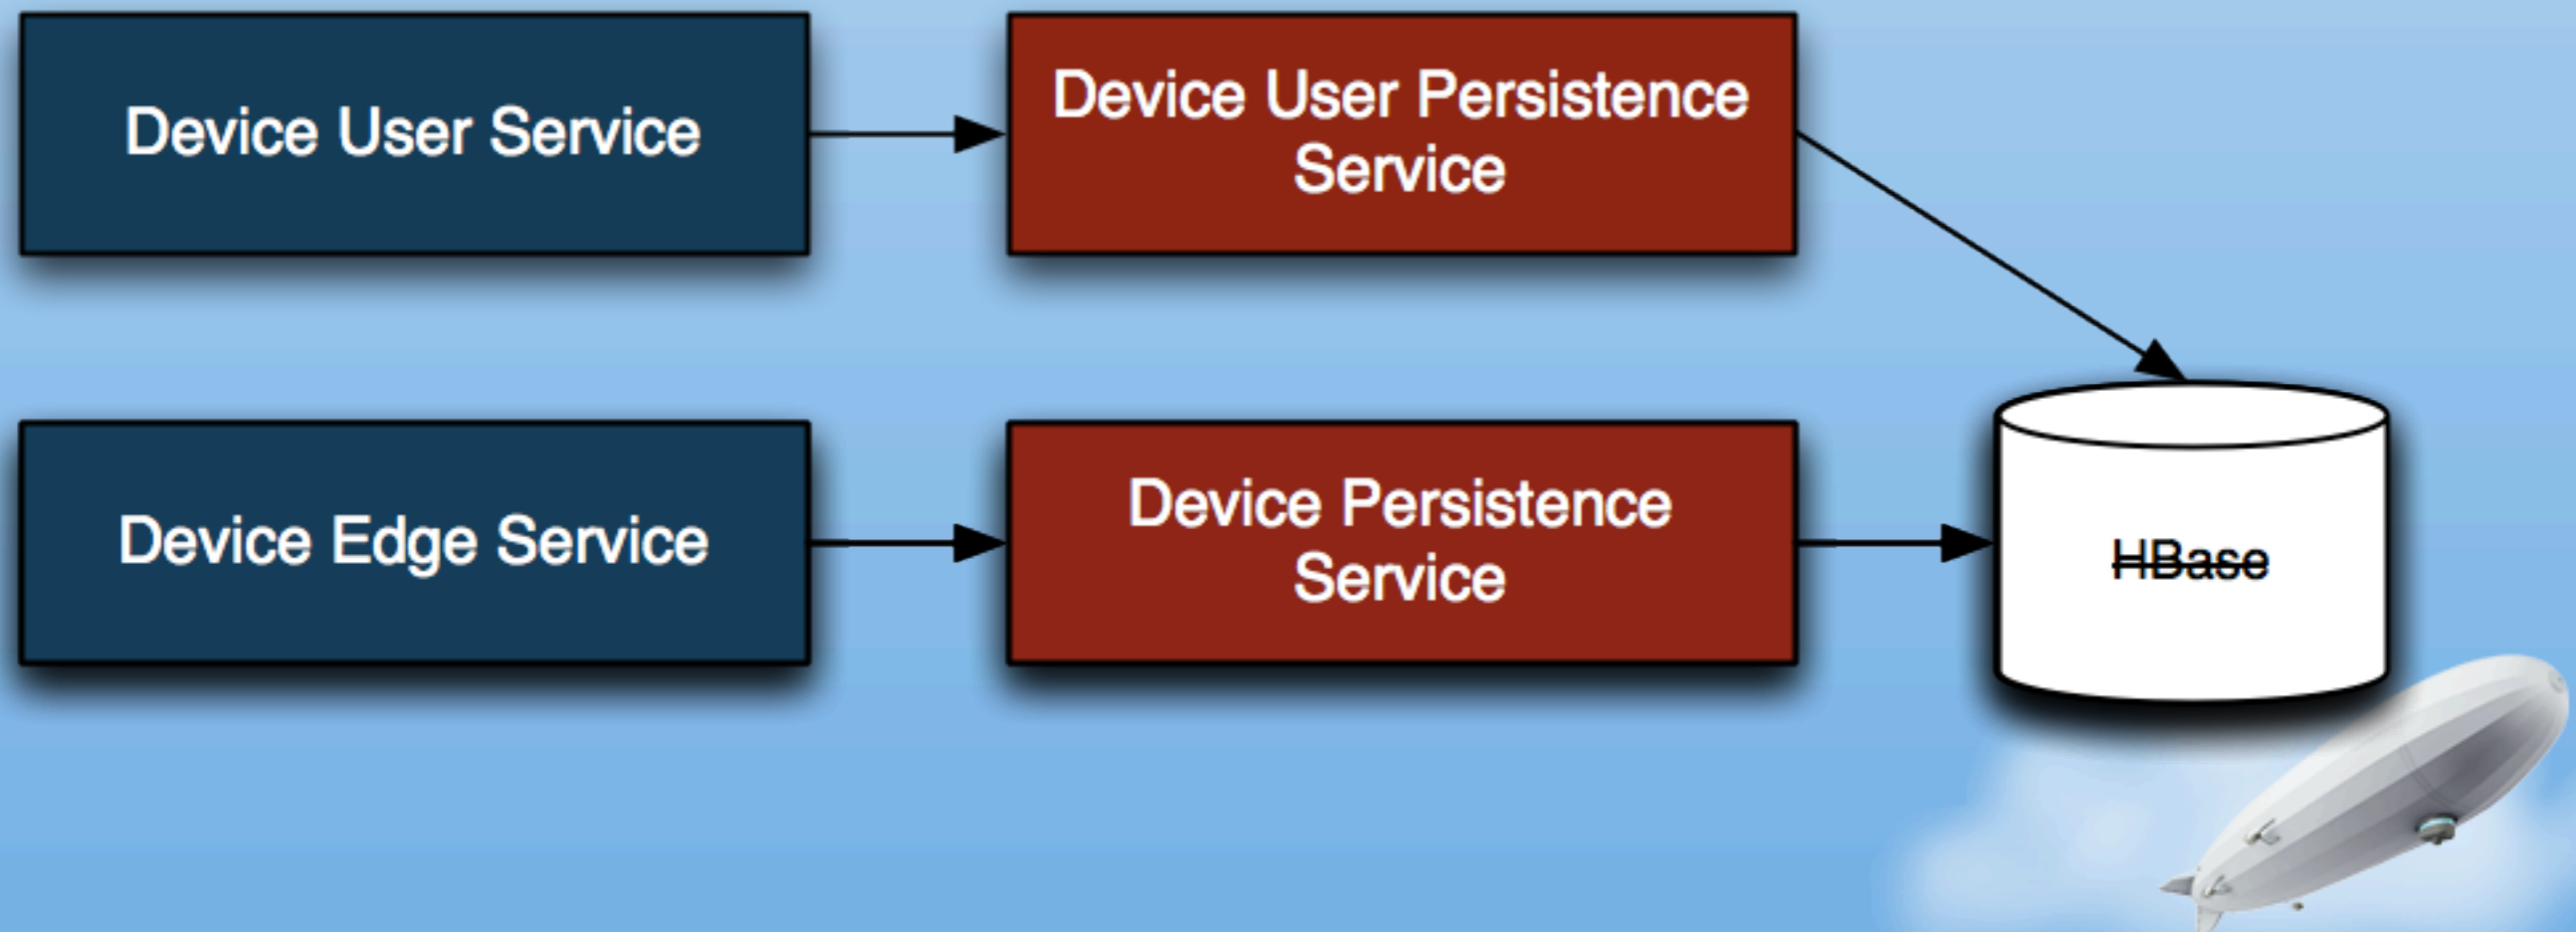 Device User Service
Device User Persistence
Service
Device Edge Service
Device Persistence
Service
HBase